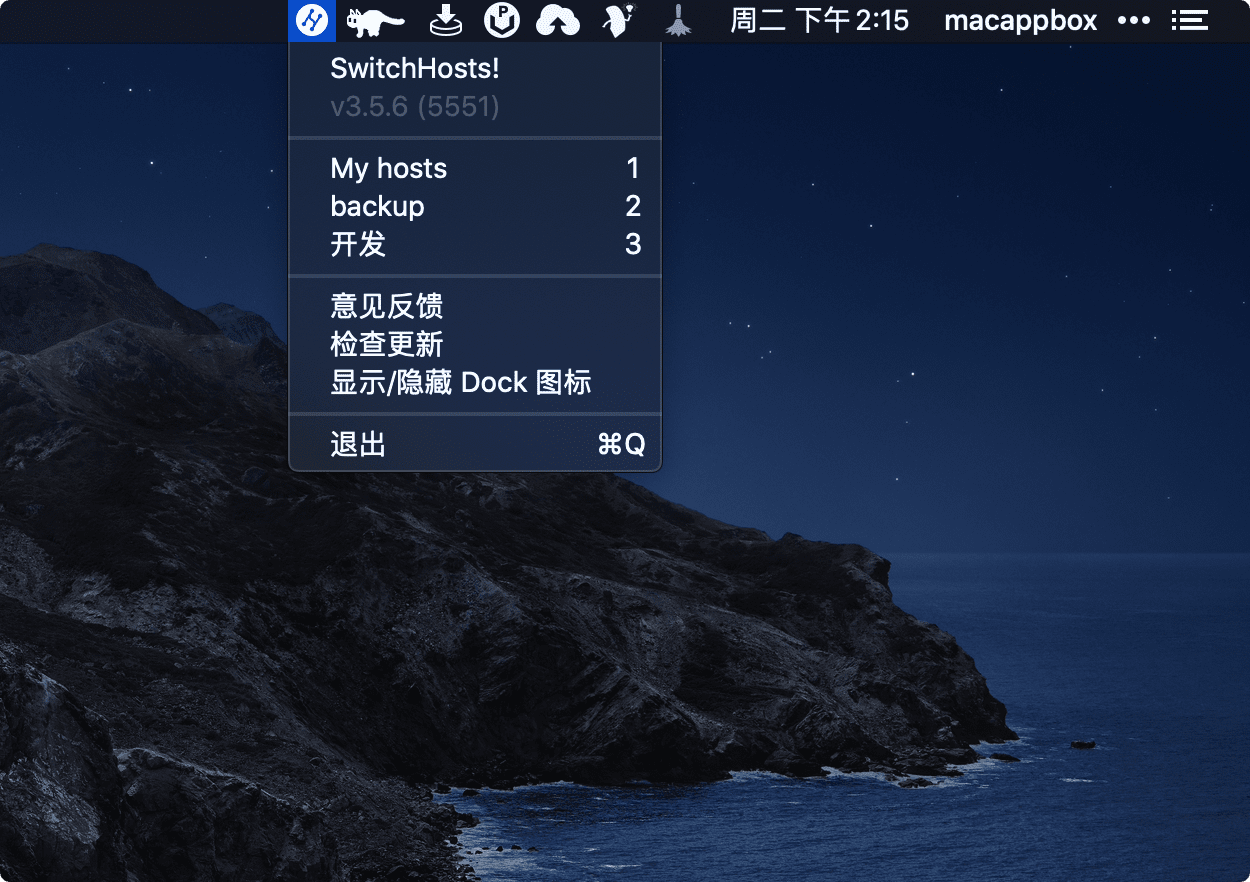 周二 下午2:15 macappbox
SwitchHosts!
v3.5.6 (5551)
My hosts 1
backup 2
开发 3
意见反馈
检查更新
显示/隐藏 Dock 图标
退出 ⌘Q